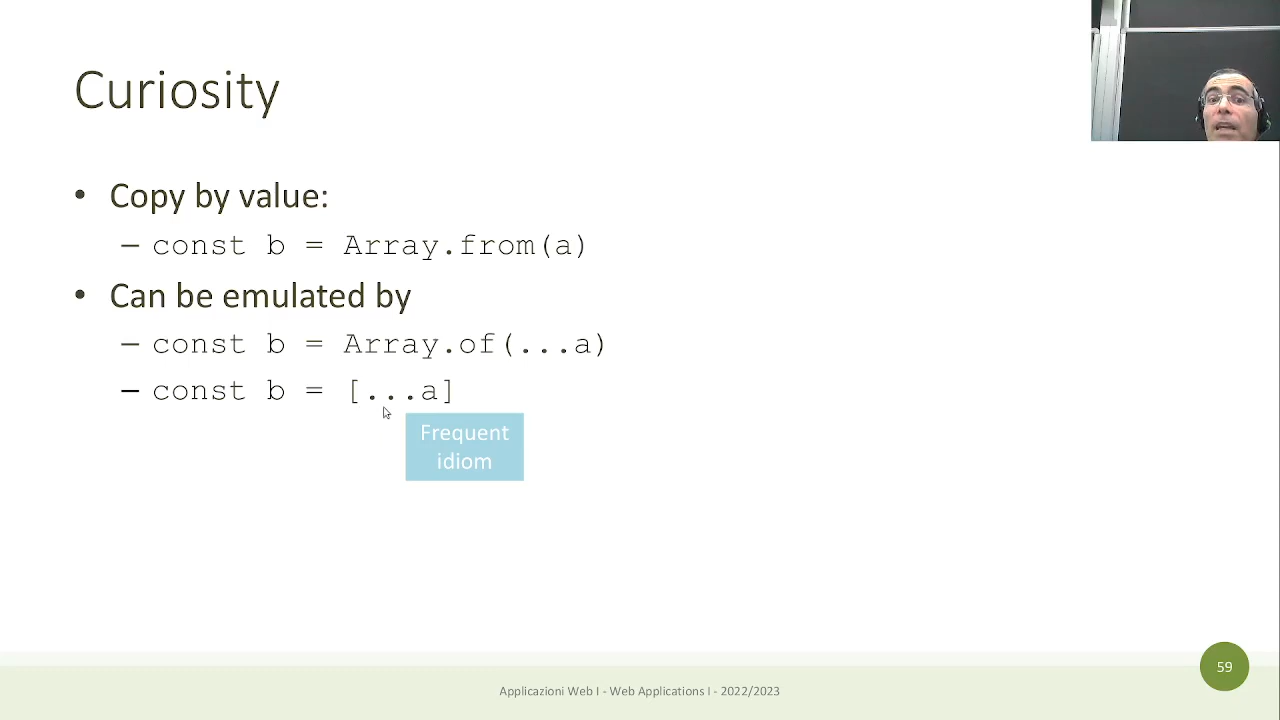 Curiosity
• Copy by value:
– const b = Array.from(a)
• Can be emulated by
– const b = Array.of(...a)
– const b = [...a]
Frequent
idiom
59
Applicazioni Web I - Web Applications I - 2022/2023